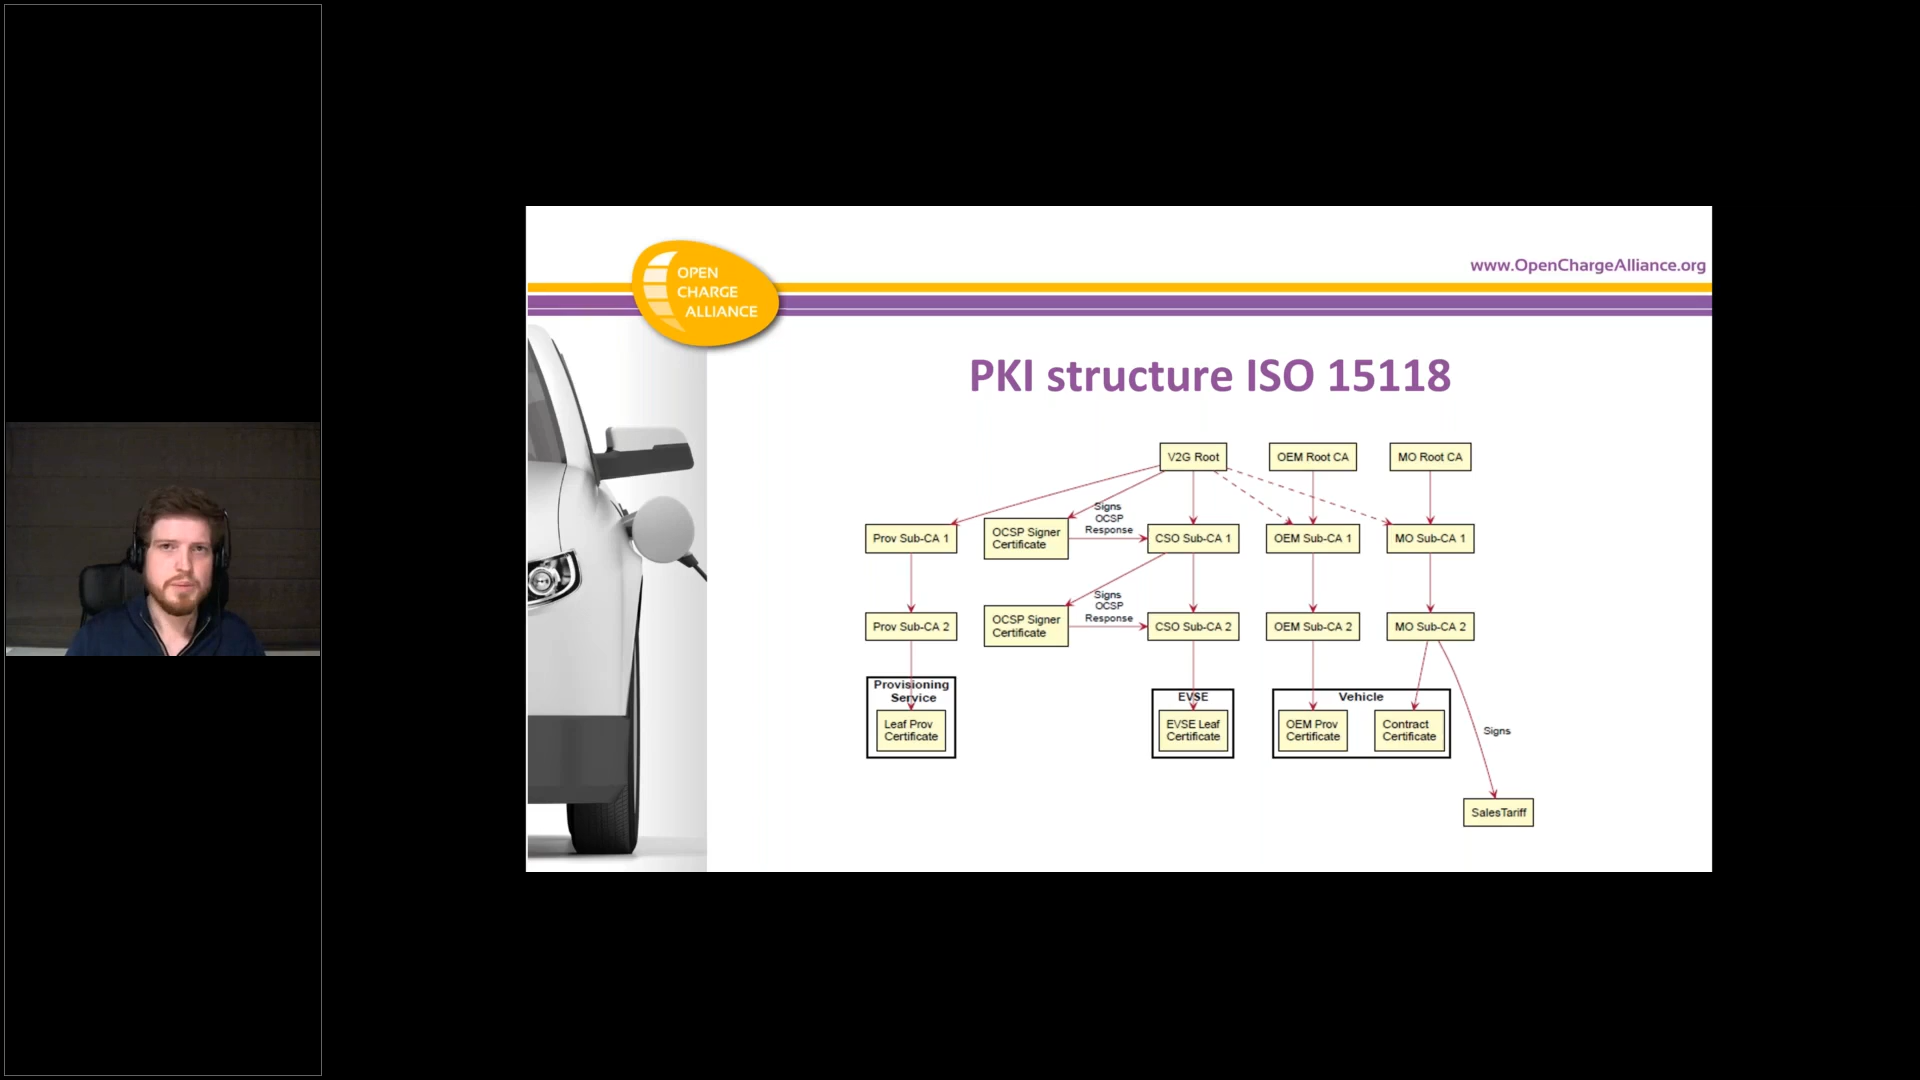 OPEN
CHARGE
ALLIANCE
www.OpenChargeAlliance.org
PKI structure ISO 15118
V2G Root
OEM Root CA
MO Root CA
Signs
OCSP
Response
Prov Sub-CA 1
OCSP Signer
Certificate
CSO Sub-CA 1
OEM Sub-CA 1
MO Sub-CA 1
Signs
OCSP
Response
Prov Sub-CA 2
OCSP Signer
Certificate
CSO Sub-CA 2
OEM Sub-CA 2
MO Sub-CA 2
Provisioning
Service
Leaf Prov
Certificate
EVSE
EVSE Leaf
Certificate
Vehicle
OEM Prov
Certificate
Contract
Certificate
Signs
SalesTariff